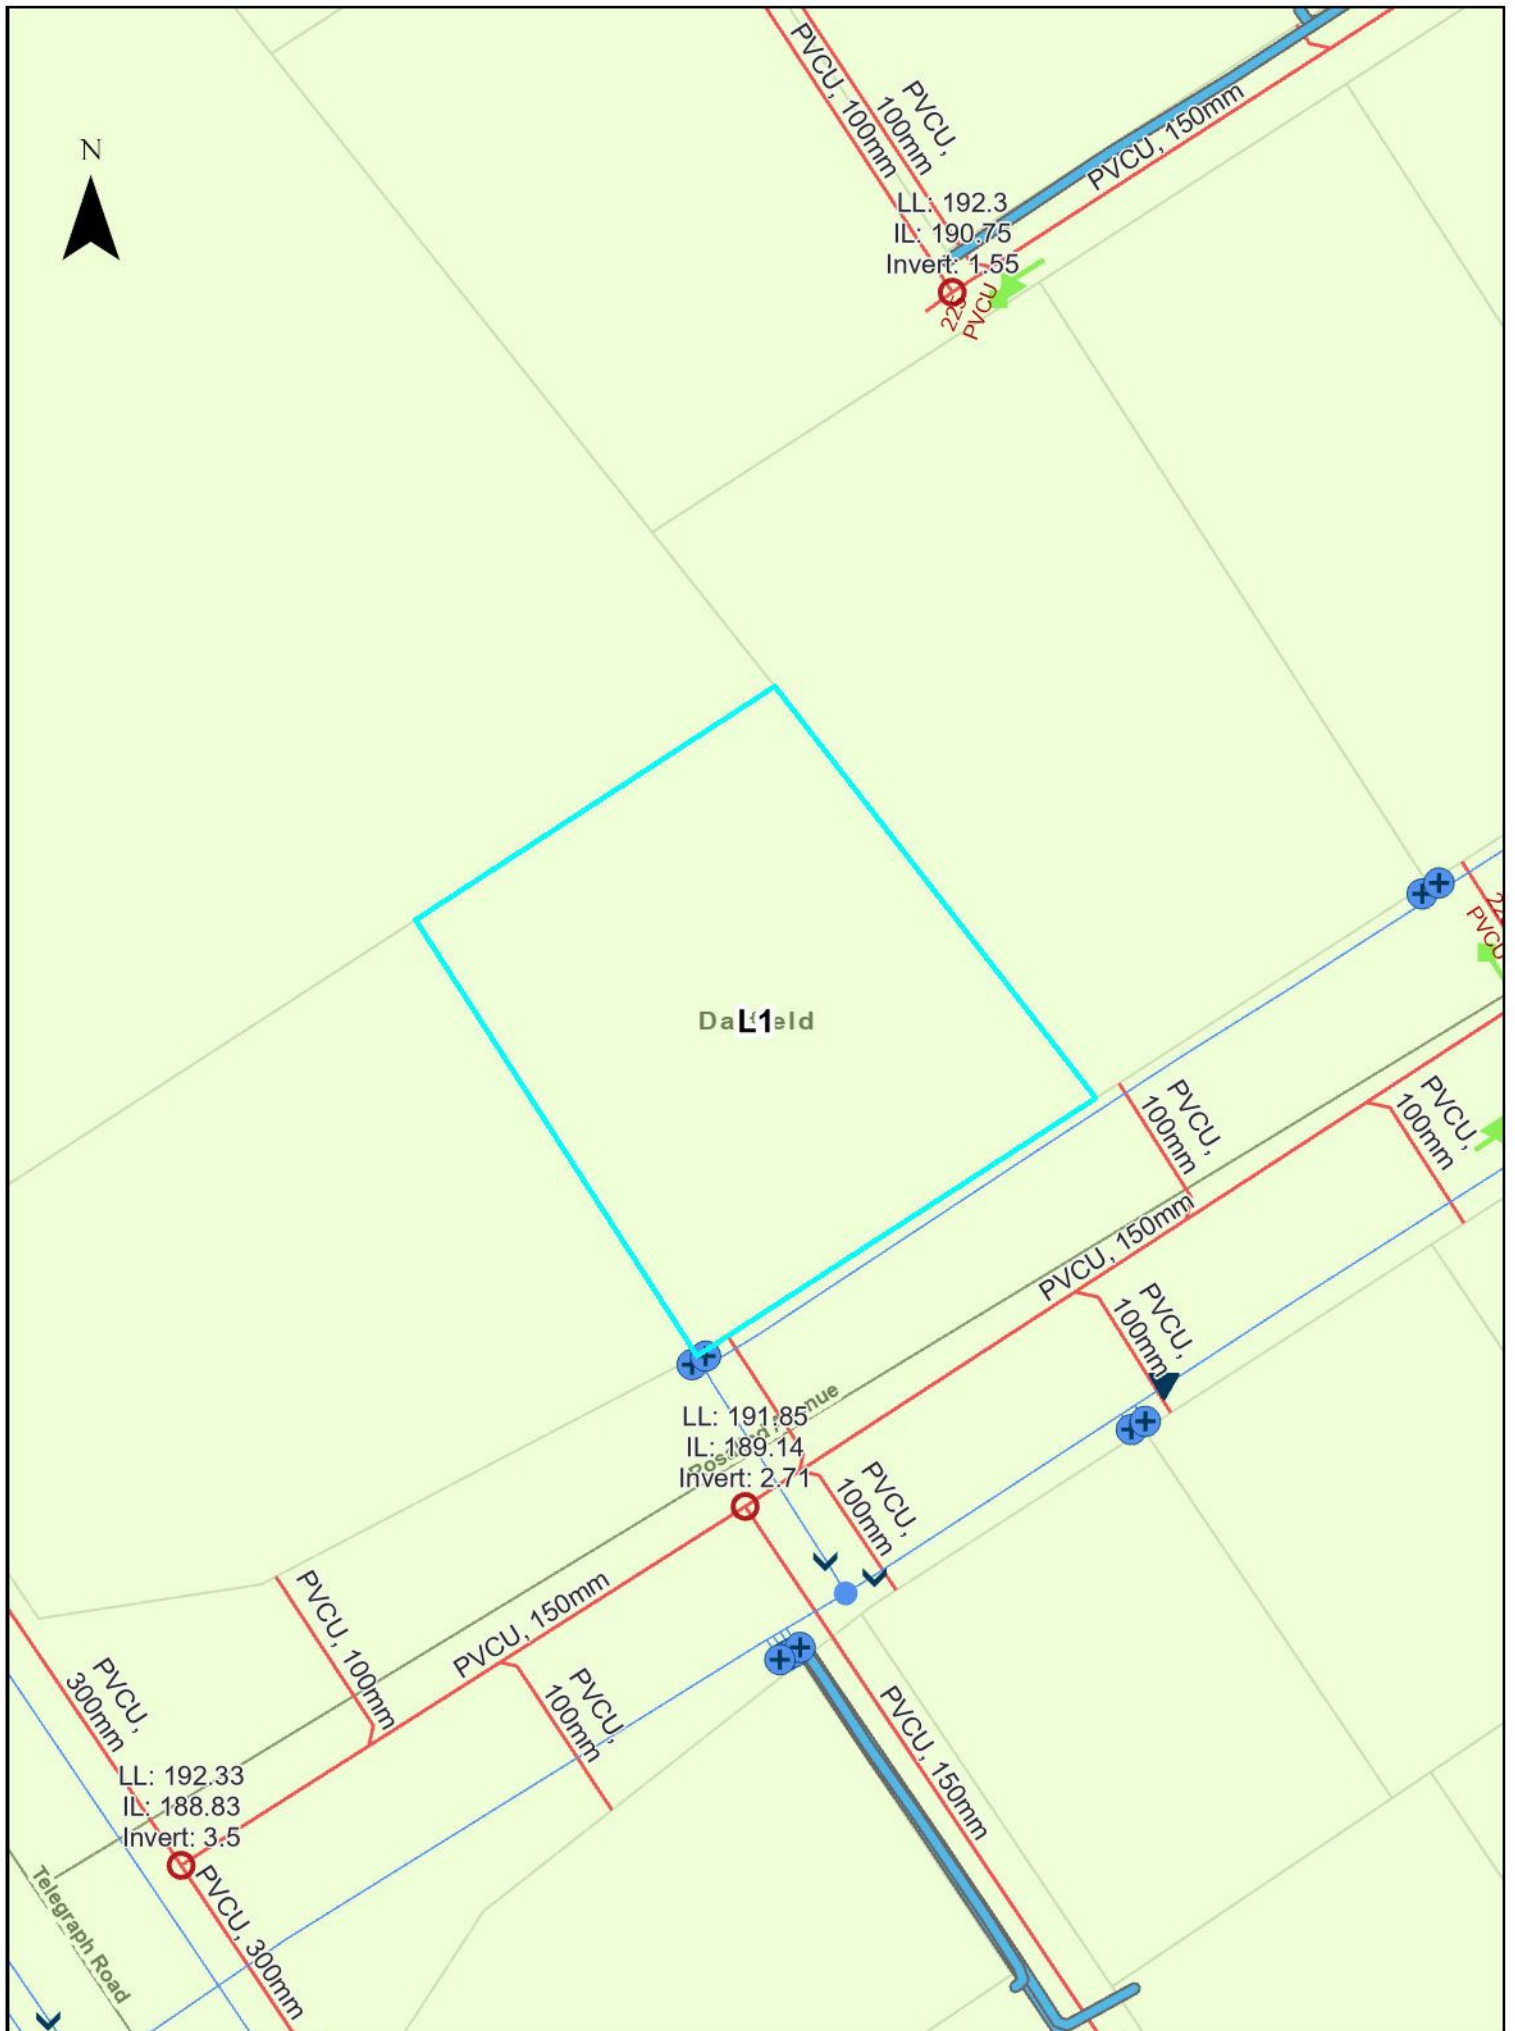 PVCU, 100mm
PVCU,
100mm
PVCU, 150mm
N
LL: 192.3
IL: 190.75
Invert: 1.55
PVCU
L1
PVCU
PVCU,
100mm
PVCU,
100mm
PVCU, 150mm
PVCU,
100mm
LL: 191.85
IL: 189.14
Invert: 2.71
PVCU,
100mm
PVCU, 100mm
PVCU, 150mm
PVCU,
300mm
PVCU,
100mm
PVCU, 150mm
LL: 192.33
IL: 188.83
Invert: 3.5
Telegraph Road
PVCU, 300mm